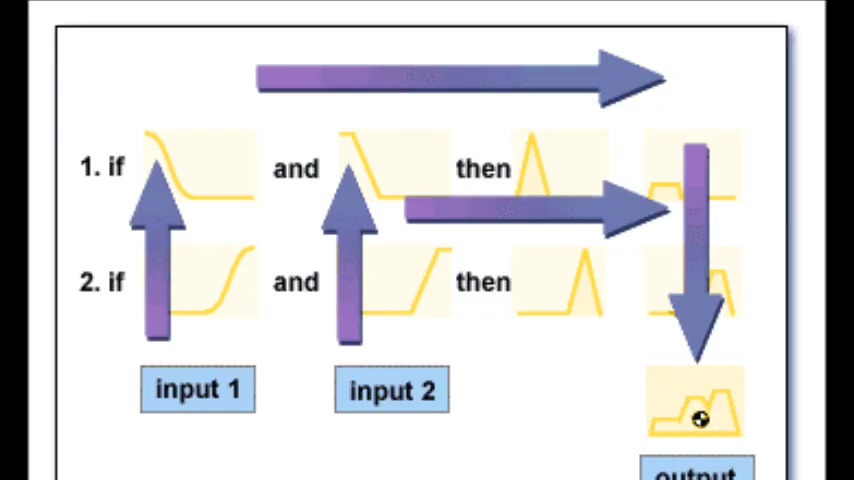 1. if and then
2. if and then
input 1 input 2
output